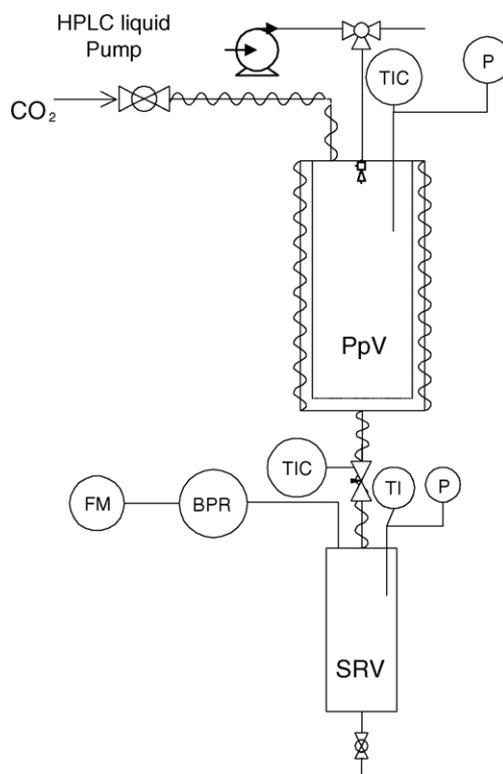 HPLC liquid
Pump
TIC
P
CO₂
PpV
TIC
TI
P
FM
BPR
SRV